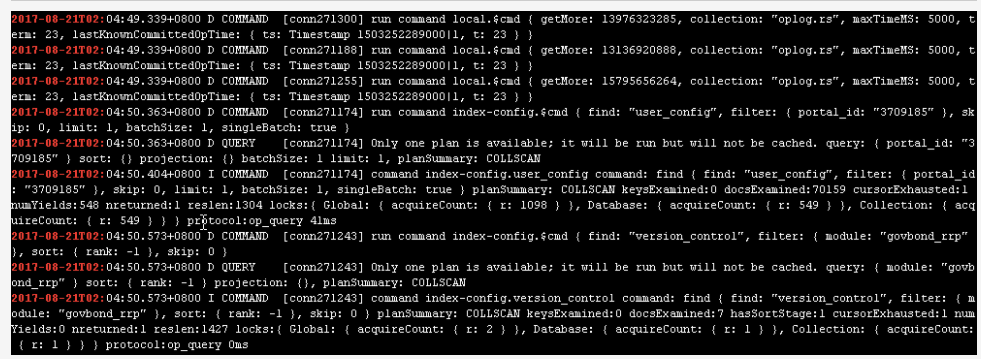 2017-08-21T02:04:49.339+0800 D COMMAND  [conn271300] run command local.$cmd { getMore: 13976323285, collection: "oplog.rs", maxTimeMS: 5000, t
erm: 23, lastKnownCommittedOpTime: { ts: Timestamp 1503252289000|1, t: 23 } }
2017-08-21T02:04:49.339+0800 D COMMAND  [conn271188] run command local.$cmd { getMore: 13136920888, collection: "oplog.rs", maxTimeMS: 5000, t
erm: 23, lastKnownCommittedOpTime: { ts: Timestamp 1503252289000|1, t: 23 } }
2017-08-21T02:04:49.339+0800 D COMMAND  [conn271255] run command local.$cmd { getMore: 15795656264, collection: "oplog.rs", maxTimeMS: 5000, t
erm: 23, lastKnownCommittedOpTime: { ts: Timestamp 1503252289000|1, t: 23 } }
2017-08-21T02:04:50.363+0800 D COMMAND  [conn271174] run command index-config.$cmd { find: "user_config", filter: { portal_id: "3709185" }, sk
ip: 0, limit: 1, batchSize: 1, singleBatch: true }
2017-08-21T02:04:50.363+0800 D QUERY    [conn271174] Only one plan is available; it will be run but will not be cached. query: { portal_id: "3
709185" } sort: {} projection: {} batchSize: 1 limit: 1, planSummary: COLLSCAN
2017-08-21T02:04:50.404+0800 I COMMAND  [conn271174] command index-config.user_config command: find { find: "user_config", filter: { portal_id
: "3709185" }, skip: 0, limit: 1, batchSize: 1, singleBatch: true } planSummary: COLLSCAN keysExamined:0 docsExamined:70159 cursorExhausted:1
numYields:548 nreturned:1 reslen:1304 locks:{ Global: { acquireCount: { r: 1098 } }, Database: { acquireCount: { r: 549 } }, Collection: { acq
uireCount: { r: 549 } } } protocol:op_query 41ms
2017-08-21T02:04:50.573+0800 D COMMAND  [conn271243] run command index-config.$cmd { find: "version_control", filter: { module: "govbond_rrp"
}, sort: { rank: -1 }, skip: 0 }
2017-08-21T02:04:50.573+0800 D QUERY    [conn271243] Only one plan is available; it will be run but will not be cached. query: { module: "govb
ond_rrp" } sort: { rank: -1 } projection: {}, planSummary: COLLSCAN
2017-08-21T02:04:50.573+0800 I COMMAND  [conn271243] command index-config.version_control command: find { find: "version_control", filter: { m
odule: "govbond_rrp" }, sort: { rank: -1 }, skip: 0 } planSummary: COLLSCAN keysExamined:0 docsExamined:7 hasSortStage:1 cursorExhausted:1 num
Yields:0 nreturned:1 reslen:1427 locks:{ Global: { acquireCount: { r: 2 } }, Database: { acquireCount: { r: 1 } }, Collection: { acquireCount:
{ r: 1 } } } protocol:op_query 0ms